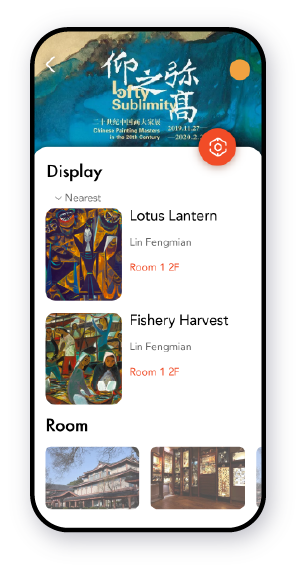 仰之弥高
lofty
Sublimity
二十世纪中国画大家展
Chinese Painting Masters
in the 20th Century
2019.11.27—
—2020.2
Display
Nearest
Lotus Lantern
Lin Fengmian
Room 1 2F
Fishery Harvest
Lin Fengmian
Room 1 2F
Room